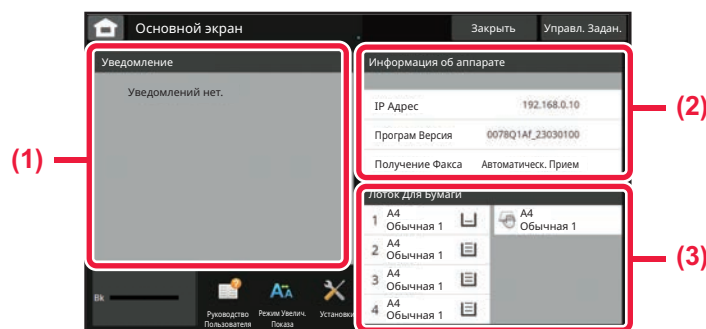 Основной экран
Закрыть
Управл. Задан.
Уведомление
Уведомлений нет.
(1)
Информация об аппарате
IP Адрес 192.168.0.10
Програм Версия 0078Q1Af_23030100
Получение Факса Автоматическ. Прием
(2)
Лоток Для Бумаги
1 A4
Обычная 1
A4
Обычная 1
2 A4
Обычная 1
3 A4
Обычная 1
4 A4
Обычная 1
(3)
Bk
Руководство
Пользователя
Режим Увелич.
Показа
Установки